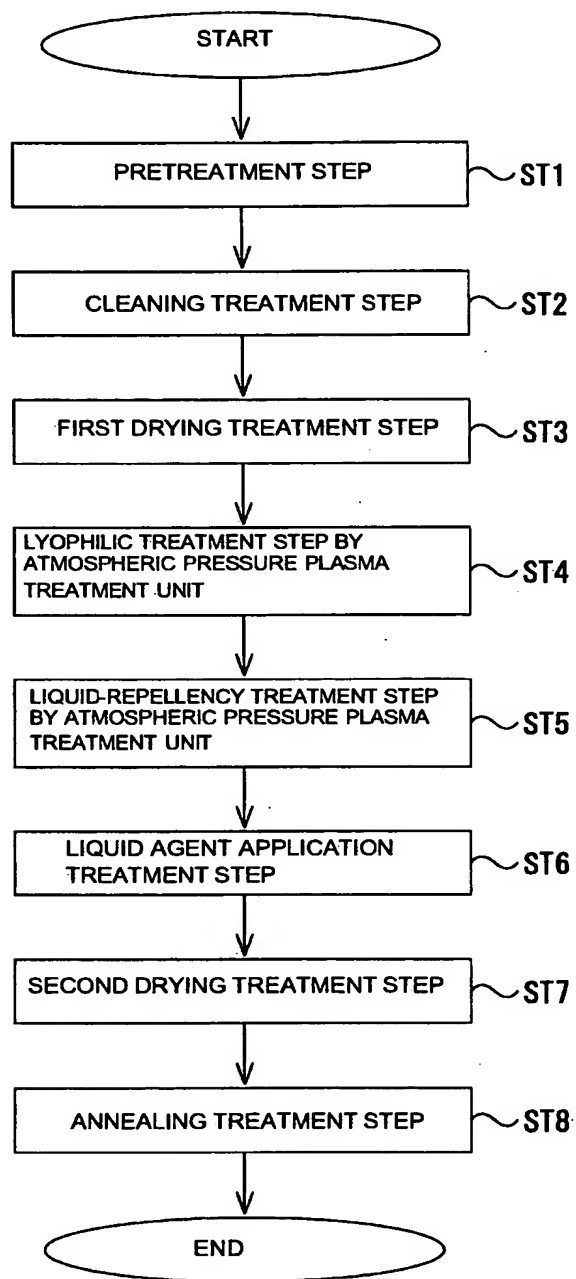 START
PRETREATMENT STEP
ST1
CLEANING TREATMENT STEP
ST2
FIRST DRYING TREATMENT STEP
ST3
LYOPHILIC TREATMENT STEP BY
ATMOSPHERIC PRESSURE PLASMA
TREATMENT UNIT
ST4
LIQUID-REPELLENCY TREATMENT STEP
BY ATMOSPHERIC PRESSURE PLASMA
TREATMENT UNIT
ST5
LIQUID AGENT APPLICATION
TREATMENT STEP
ST6
SECOND DRYING TREATMENT STEP
ST7
ANNEALING TREATMENT STEP
ST8
END